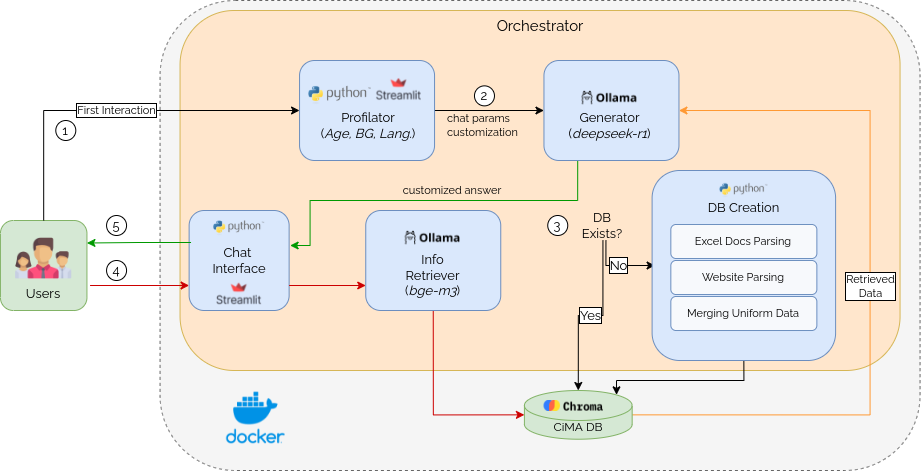 Orchestrator
python
Streamlit
Profilator
(Age, BG, Lang.)
First Interaction
1
2
chat params
customization
Ollama
Generator
(deepseek-r1)
customized answer
python
DB Creation
Excel Docs Parsing
Website Parsing
Merging Uniform Data
3
DB
Exists?
No
Yes
Retrieved
Data
5
4
Users
python
Chat
Interface
Streamlit
Ollama
Info
Retriever
(bge-m3)
docker
Chroma
CiMA DB